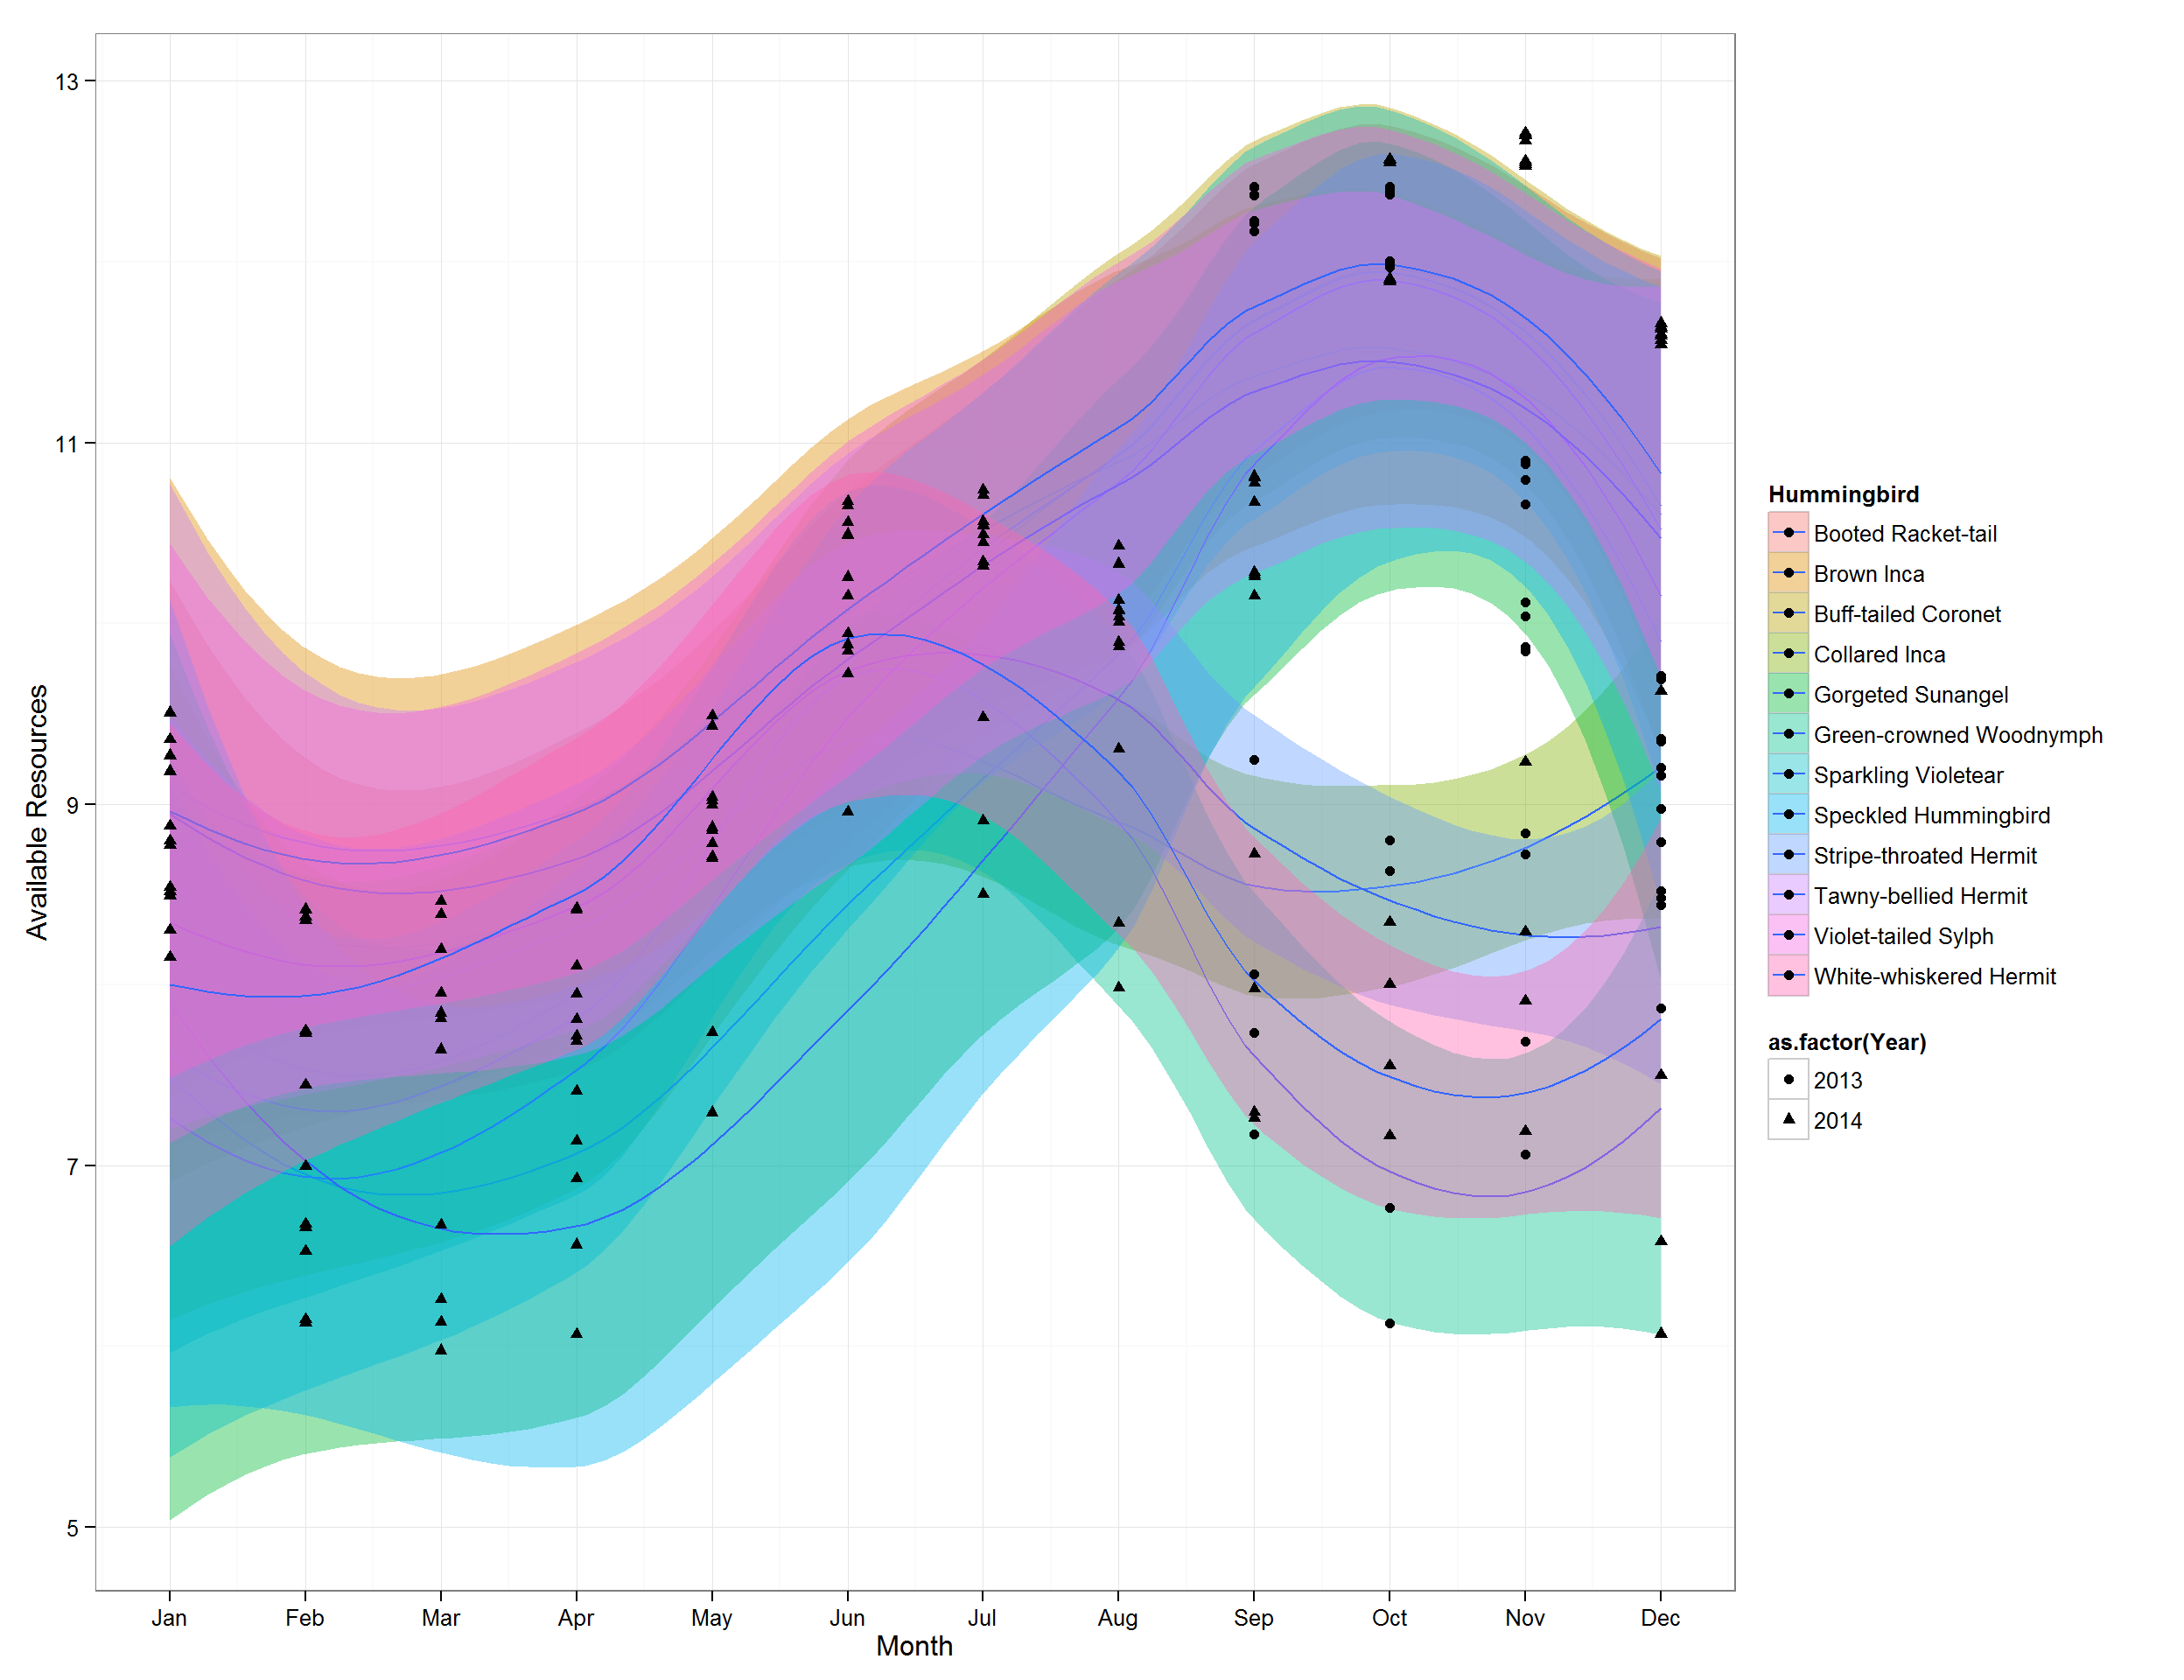 13
11
9
7
5
Available Resources
Jan Feb Mar Apr May Jun Jul Aug Sep Oct Nov Dec
Month
Hummingbird
Booted Racket-tail
Brown Inca
Buff-tailed Coronet
Collared Inca
Gorgeted Sunangel
Green-crowned Woodnymph
Sparkling Violetear
Speckled Hummingbird
Stripe-throated Hermit
Tawny-bellied Hermit
Violet-tailed Sylph
White-whiskered Hermit
as.factor(Year)
2013
2014